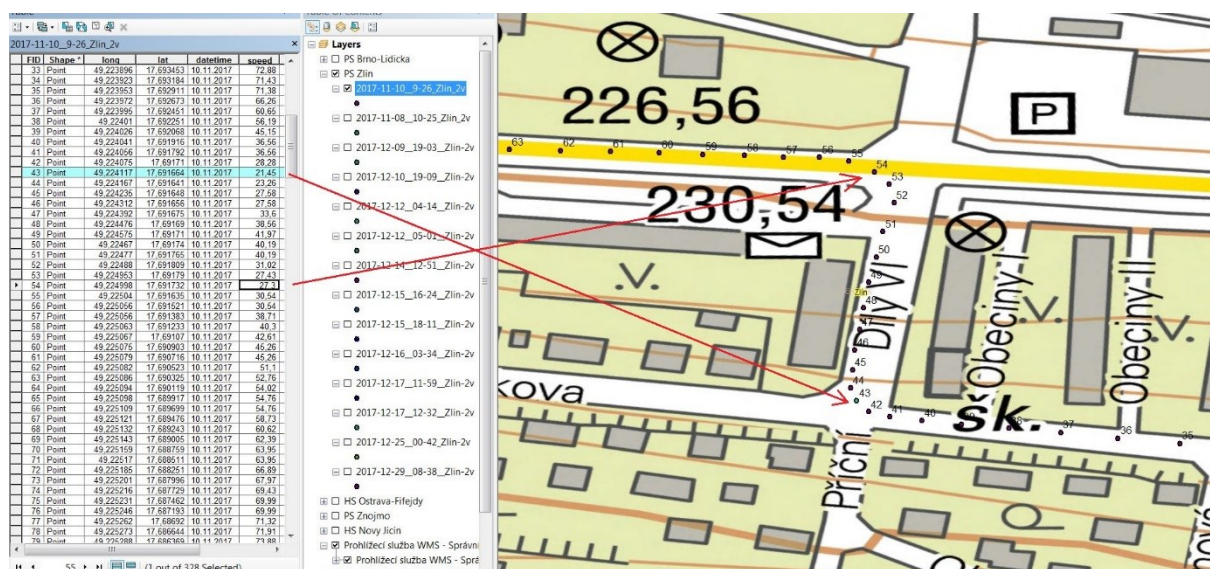 2017-11-10__9-26_Zlin_2v
FID Shape * long lat datetime speed
33 Point 49,223896 17,693453 10.11.2017 72,88
34 Point 49,223923 17,693184 10.11.2017 71,43
35 Point 49,223953 17,692911 10.11.2017 71,38
36 Point 49,223972 17,692673 10.11.2017 66,26
37 Point 49,223995 17,692451 10.11.2017 60,65
38 Point 49,22401 17,692251 10.11.2017 56,19
39 Point 49,224026 17,692068 10.11.2017 45,15
40 Point 49,224041 17,691916 10.11.2017 36,56
41 Point 49,224056 17,691792 10.11.2017 36,56
42 Point 49,224075 17,69171 10.11.2017 28,28
43 Point 49,224117 17,691664 10.11.2017 21,45
44 Point 49,224167 17,691641 10.11.2017 23,26
45 Point 49,224235 17,691648 10.11.2017 27,58
46 Point 49,224312 17,691656 10.11.2017 27,58
47 Point 49,224392 17,691675 10.11.2017 33,6
48 Point 49,224476 17,69169 10.11.2017 38,56
49 Point 49,224575 17,69171 10.11.2017 41,97
50 Point 49,22467 17,69174 10.11.2017 40,19
51 Point 49,22477 17,691765 10.11.2017 40,19
52 Point 49,22488 17,691809 10.11.2017 31,02
53 Point 49,224953 17,69179 10.11.2017 27,43
54 Point 49,224998 17,691732 10.11.2017 27,3
55 Point 49,22504 17,691635 10.11.2017 30,54
56 Point 49,225056 17,691521 10.11.2017 30,54
57 Point 49,225056 17,691383 10.11.2017 38,71
58 Point 49,225063 17,691233 10.11.2017 40,3
59 Point 49,225067 17,69107 10.11.2017 42,61
60 Point 49,225075 17,690903 10.11.2017 45,26
61 Point 49,225079 17,690716 10.11.2017 45,26
62 Point 49,225082 17,690523 10.11.2017 51,1
63 Point 49,225086 17,690325 10.11.2017 52,76
64 Point 49,225094 17,690119 10.11.2017 54,02
65 Point 49,225098 17,689917 10.11.2017 54,76
66 Point 49,225109 17,689699 10.11.2017 54,76
67 Point 49,225121 17,689476 10.11.2017 58,73
68 Point 49,225132 17,689243 10.11.2017 60,62
69 Point 49,225143 17,689005 10.11.2017 62,39
70 Point 49,225159 17,688759 10.11.2017 63,95
71 Point 49,22517 17,688511 10.11.2017 63,95
72 Point 49,225185 17,688251 10.11.2017 66,89
73 Point 49,225201 17,687996 10.11.2017 67,97
74 Point 49,225216 17,687729 10.11.2017 69,43
75 Point 49,225231 17,687462 10.11.2017 69,99
76 Point 49,225246 17,687193 10.11.2017 69,99
77 Point 49,225262 17,68692 10.11.2017 71,32
78 Point 49,225273 17,686644 10.11.2017 71,91
79 Point 49,225288 17,686369 10.11.2017 73,88
55 (1 out of 328 Selected)
Layers
PS Brno-Lidicka
PS Zlin
2017-11-10__9-26_Zlin_2v
2017-11-08__10-25_Zlin_2v
2017-12-09__19-03_Zlin-2v
2017-12-10__19-09_Zlin-2v
2017-12-12__04-14_Zlin-2v
2017-12-12__05-01_Zlin-2v
2017-12-14__12-51_Zlin-2v
2017-12-15__16-24_Zlin-2v
2017-12-15__18-11_Zlin-2v
2017-12-16__03-34_Zlin-2v
2017-12-17__11-59_Zlin-2v
2017-12-17__12-32_Zlin-2v
2017-12-25__00-42_Zlin-2v
2017-12-29__08-38_Zlin-2v
HS Ostrava-Fifejdy
PS Znojmo
HS Novy Jicin
Prohlížecí služba WMS - Správní
Prohlížecí služba WMS - Sprá
226,56
P
63 62 61 60 59 58 57 56 55
54
53
52
230,54
51
50
49
Zlín
48
47
46
45
44
43
42 41 40 39 38 37 36 35
Díly VI
Obeciny II
Obeciny III
.V.
.V.
.V.
kova
šk.
Příční